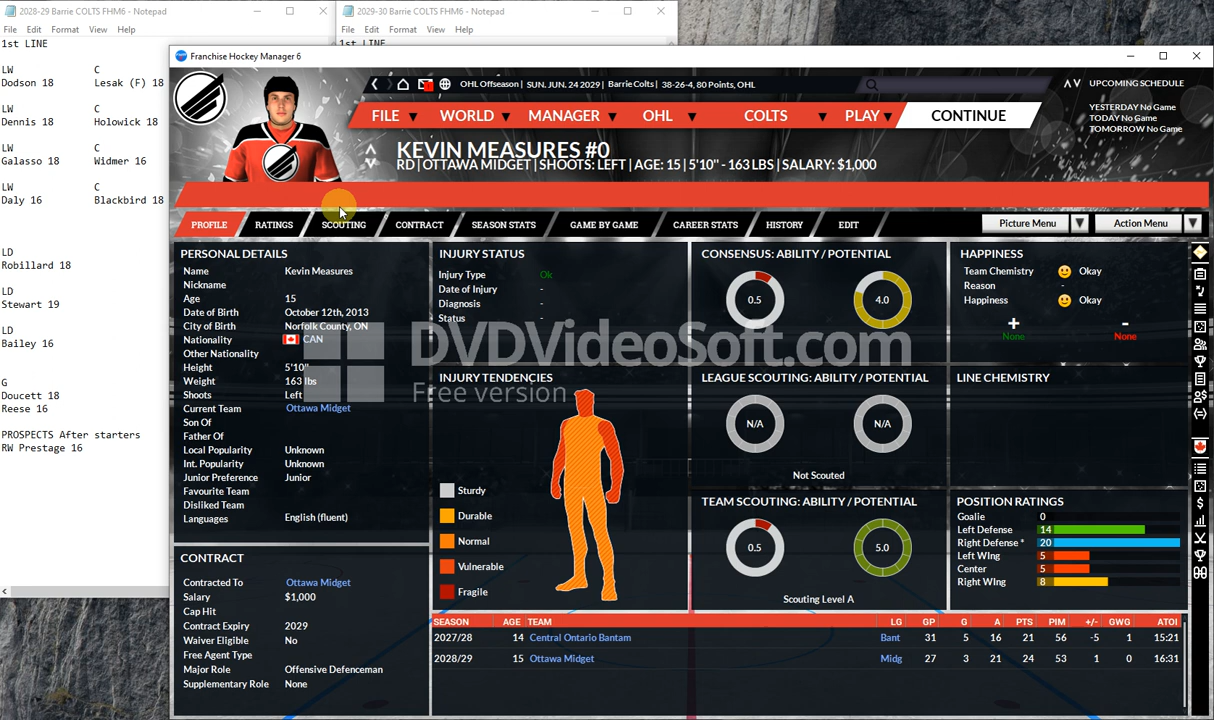 2028-29 Barrie COLTS FHM6 - Notepad
File Edit Format View Help
1st LINE
LW C
Dodson 18 Lesak (F) 18
LW C
Dennis 18 Holowick 18
LW C
Galasso 18 Widmer 16
LW C
Daly 16 Blackbird 18
LD
Robillard 18
LD
Stewart 19
LD
Bailey 16
G
Doucett 18
Reese 16
PROSPECTS After starters
RW Prestage 16
2029-30 Barrie COLTS FHM6 - Notepad
File Edit Format View Help
1st LINE
Franchise Hockey Manager 6
OHL Offseason | SUN. JUN. 24 2029 | Barrie Colts | 38-26-4, 80 Points, OHL
UPCOMING SCHEDULE
YESTERDAY No Game
TODAY No Game
TOMORROW No Game
FILE WORLD MANAGER OHL COLTS PLAY CONTINUE
KEVIN MEASURES #0
RD | OTTAWA MIDGET | SHOOTS: LEFT | AGE: 15 | 5'10" - 163 LBS | SALARY: $1,000
PROFILE RATINGS SCOUTING CONTRACT SEASON STATS GAME BY GAME CAREER STATS HISTORY EDIT Picture Menu Action Menu
PERSONAL DETAILS
Name Kevin Measures
Nickname
Age 15
Date of Birth October 12th, 2013
City of Birth Norfolk County, ON
Nationality CAN
Other Nationality
Height 5'10"
Weight 163 lbs
Shoots Left
Current Team Ottawa Midget
Son Of
Father Of
Local Popularity Unknown
Int. Popularity Unknown
Junior Preference Junior
Favourite Team
Disliked Team
Languages English (fluent)
CONTRACT
Contracted To Ottawa Midget
Salary $1,000
Cap Hit
Contract Expiry 2029
Waiver Eligible No
Free Agent Type
Major Role Offensive Defenceman
Supplementary Role None
INJURY STATUS
Injury Type Ok
Date of Injury -
Diagnosis -
Status -
INJURY TENDENCIES
Sturdy
Durable
Normal
Vulnerable
Fragile
CONSENSUS: ABILITY / POTENTIAL
0.5 4.0
LEAGUE SCOUTING: ABILITY / POTENTIAL
N/A N/A
Not Scouted
TEAM SCOUTING: ABILITY / POTENTIAL
0.5 5.0
Scouting Level A
HAPPINESS
Team Chemistry Okay
Reason -
Happiness Okay
+ -
None None
LINE CHEMISTRY
POSITION RATINGS
Goalie 0
Left Defense 14
Right Defense * 20
Left Wing 5
Center 5
Right Wing 8
SEASON AGE TEAM LG GP G A PTS PIM +/- GWG ATOI
2027/28 14 Central Ontario Bantam Bant 31 5 16 21 56 -5 1 15:21
2028/29 15 Ottawa Midget Midg 27 3 21 24 53 1 0 16:31
DVDVideoSoft.com
Free version